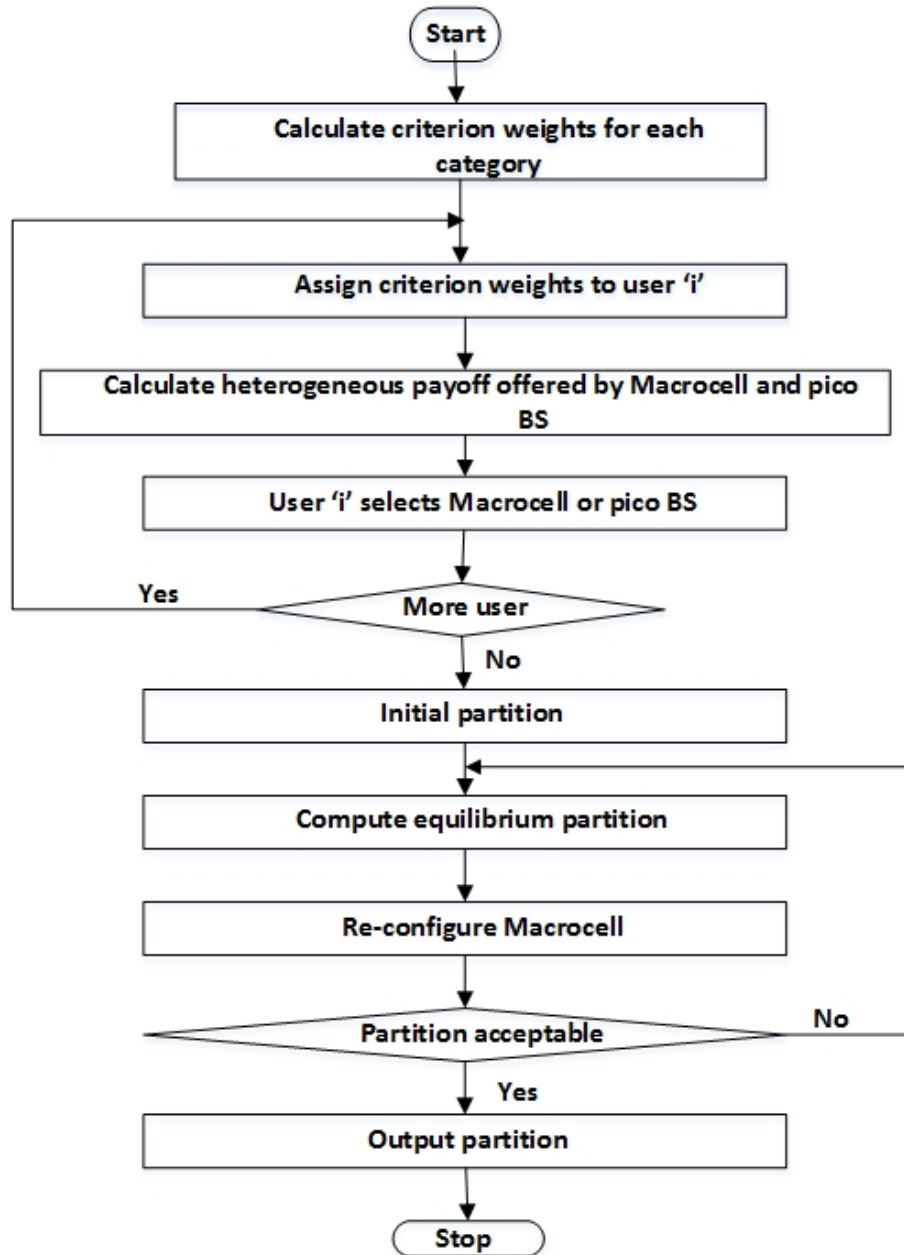 Start
Calculate criterion weights for each
category
Assign criterion weights to user ‘i’
Calculate heterogeneous payoff offered by Macrocell and pico
BS
User ‘i’ selects Macrocell or pico BS
Yes
More user
No
Initial partition
Compute equilibrium partition
Re-configure Macrocell
Partition acceptable
No
Yes
Output partition
Stop